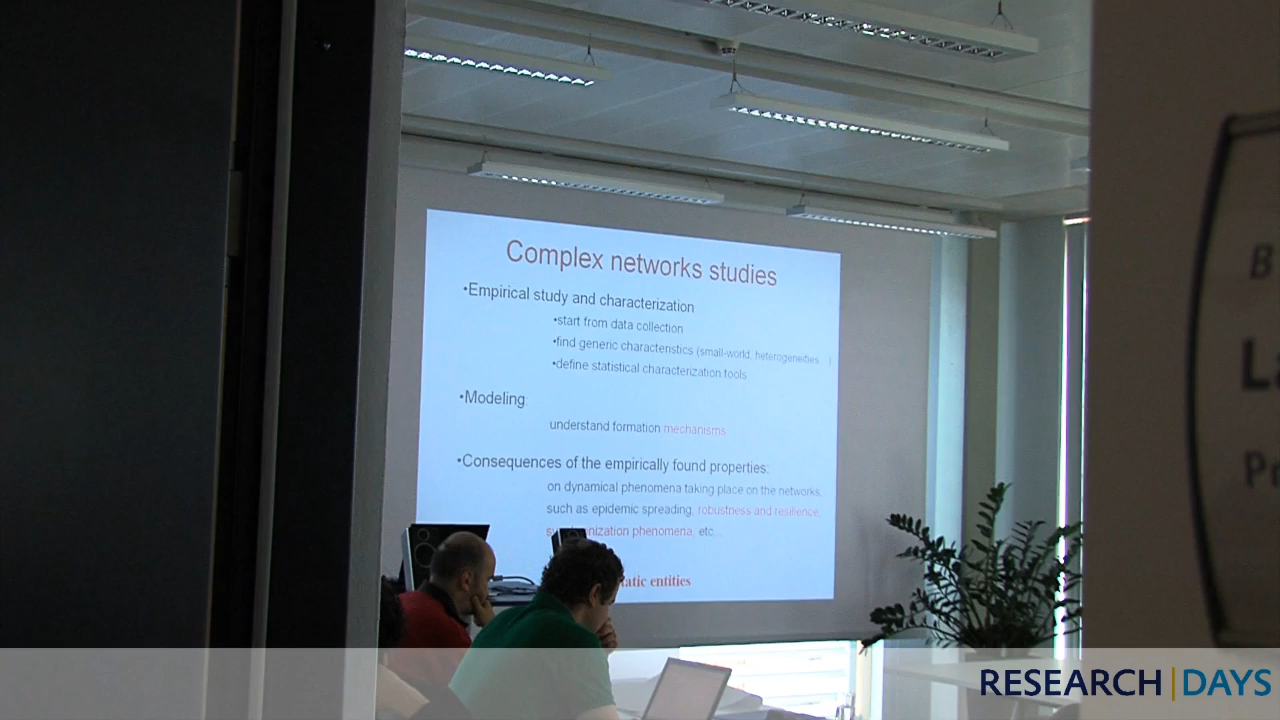 Complex networks studies
•Empirical study and characterization
•start from data collection
•find generic characteristics (small-world, heterogeneities...)
•define statistical characterization tools
•Modeling:
understand formation mechanisms
•Consequences of the empirically found properties:
on dynamical phenomena taking place on the networks,
such as epidemic spreading, robustness and resilience,
phenomena, etc...
entities
RESEARCH|DAYS